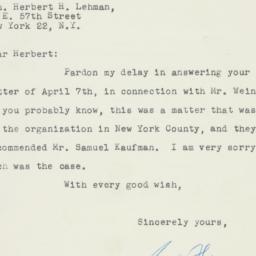 . Herbert H. Lehman,
E. 57th Street
w York 22, N.Y.
ar Herbert:
Pardon my delay in answering your
tter of April 7th, in connection with Mr. Wein
you probably know, this was a matter that was
the organization in New York County, and they
commended Mr. Samuel Kaufman. I am very sorry
ch was the case.
With every good wish,
Sincerely yours,